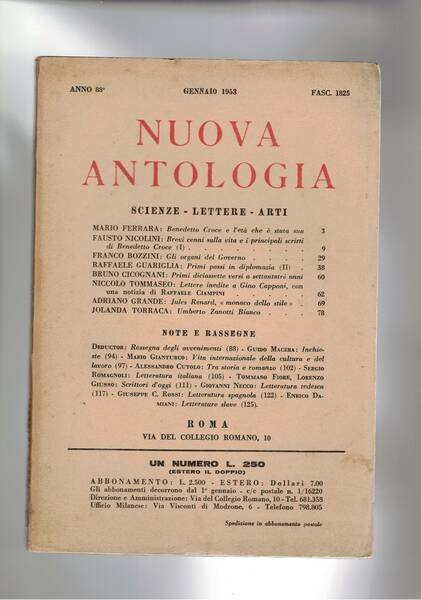 ANNO 88° GENNAIO 1953 FASC. 1825
NUOVA
ANTOLOGIA
SCIENZE - LETTERE - ARTI
MARIO FERRARA: Benedetto Croce e l'età che è stata sua 3
FAUSTO NICOLINI: Brevi cenni sulla vita e i principali scritti
di Benedetto Croce (I) . . . . . . . . 9
FRANCO BOZZINI: Gli organi del Governo . . . . . 29
RAFFAELE GUARIGLIA: Primi passi in diplomazia (II) . . 38
BRUNO CICOGNANI: Primi diciassette versi a settantatrè anni 60
NICCOLÒ TOMMASEO: Lettere inedite a Gino Capponi, con
una notizia di RAFFAELE CIAMPINI . . . . . . 62
ADRIANO GRANDE: Jules Renard, « monaco dello stile » . 69
JOLANDA TORRACA: Umberto Zanotti Bianco . . . . 78
NOTE E RASSEGNE
DEDUCTOR: Rassegna degli avvenimenti (88) - GUIDO MACERA: Inchie-
ste (94) - MARIO GIANTURCO: Vita internazionale della cultura e del
lavoro (97) - ALESSANDRO CUTOLO: Tra storia e romanzo (102) - SERGIO
ROMAGNOLI: Letteratura italiana (105) - TOMMASO FIORE, LORENZO
GIUSSO: Scrittori d'oggi (111) - GIOVANNI NECCO: Letteratura tedesca
(117) - GIUSEPPE C. ROSSI: Letteratura spagnola (122) - ENRICO DA-
MIANI: Letterature slave (125).
ROMA
VIA DEL COLLEGIO ROMANO, 10
UN NUMERO L. 250
(ESTERO IL DOPPIO)
ABBONAMENTO: L. 2.500 - ESTERO: Dollari 7.00
Gli abbonamenti decorrono dal 1° gennaio - c/c postale n. 1/16220
Direzione e Amministrazione: Via del Collegio Romano, 10 - Tel. 681.358
Ufficio Milanese: Via Visconti di Modrone, 6 - Telefono 798.805
Spedizione in abbonamento postale